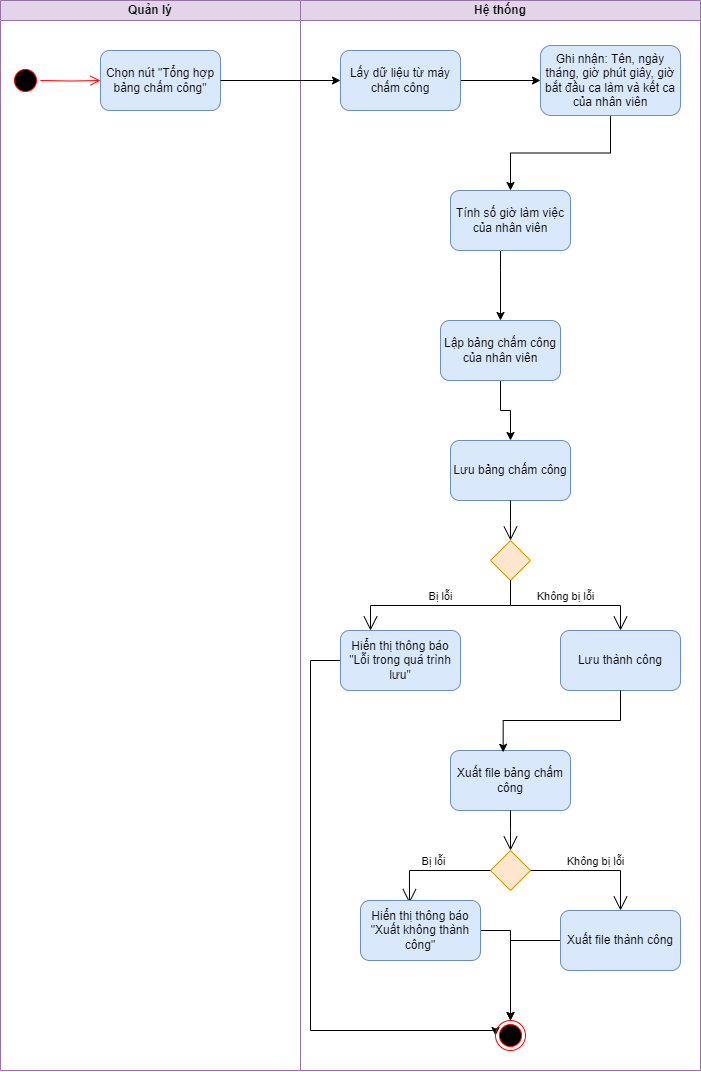 Quản lý
Hệ thống
Chọn nút "Tổng hợp
bảng chấm công"
Lấy dữ liệu từ máy
chấm công
Ghi nhận: Tên, ngày
tháng, giờ phút giây, giờ
bắt đầu ca làm và kết ca
của nhân viên
Tính số giờ làm việc
của nhân viên
Lập bảng chấm công
của nhân viên
Lưu bảng chấm công
Bị lỗi
Không bị lỗi
Hiển thị thông báo
"Lỗi trong quá trình
lưu"
Lưu thành công
Xuất file bảng chấm
công
Bị lỗi
Không bị lỗi
Hiển thị thông báo
"Xuất không thành
công"
Xuất file thành công